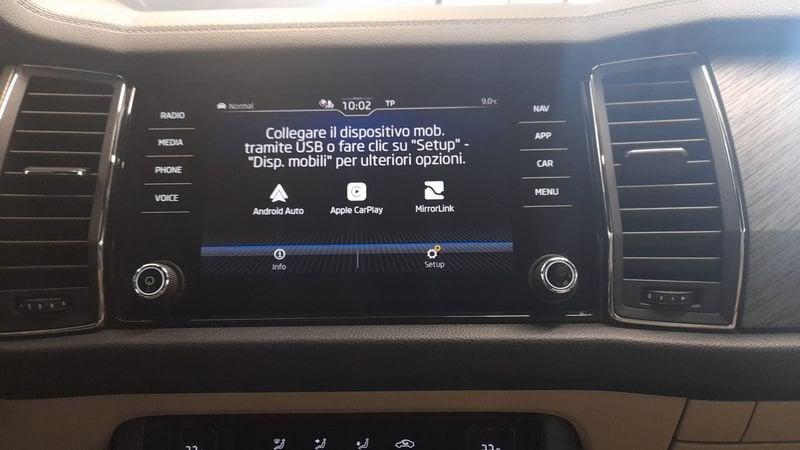 Normal
10:02
TP
9.0°C
RADIO
MEDIA
PHONE
VOICE
Collegare il dispositivo mob.
tramite USB o fare clic su "Setup" -
"Disp. mobili" per ulteriori opzioni.
Android Auto
Apple CarPlay
MirrorLink
Info
Setup
NAV
APP
CAR
MENU